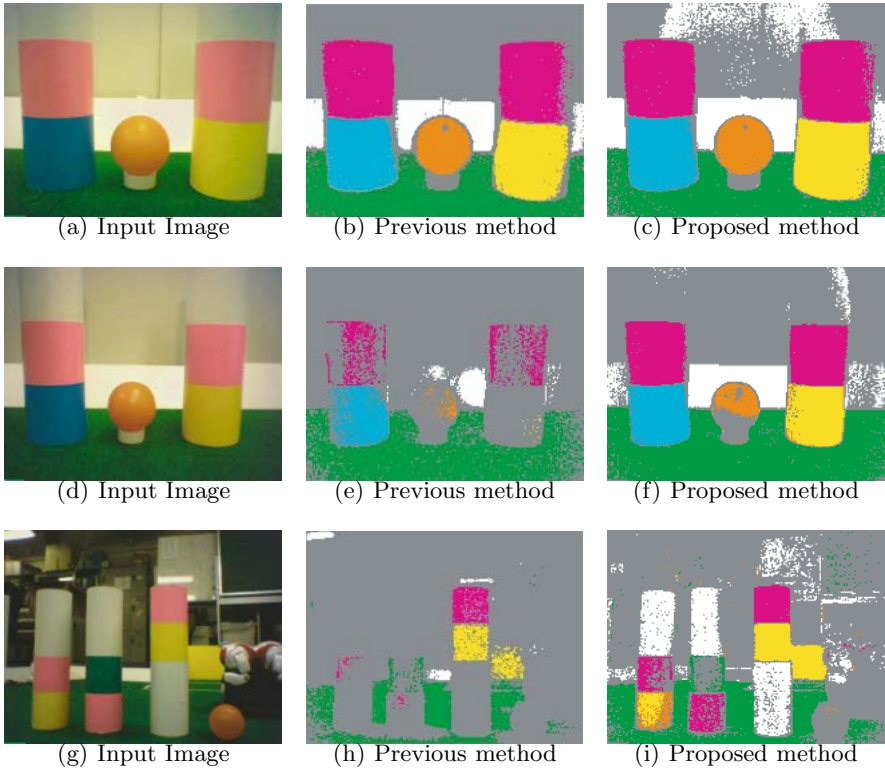 (a) Input Image (b) Previous method (c) Proposed method
(d) Input Image (e) Previous method (f) Proposed method
(g) Input Image (h) Previous method (i) Proposed method